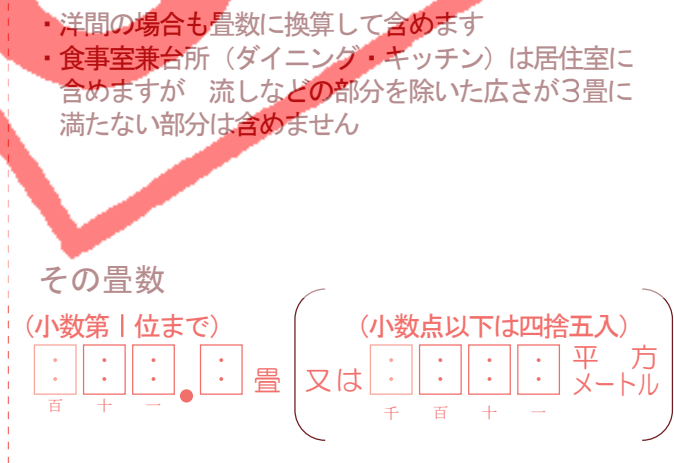 ・洋間の場合も畳数に換算して含めます
・食事室兼台所（ダイニング・キッチン）は居住室に
含めますが　流しなどの部分を除いた広さが３畳に
満たない部分は含めません
その畳数
（小数第１位まで）
（小数点以下は四捨五入）
．畳 又は 平方
メートル
百 十 一
千 百 十 一